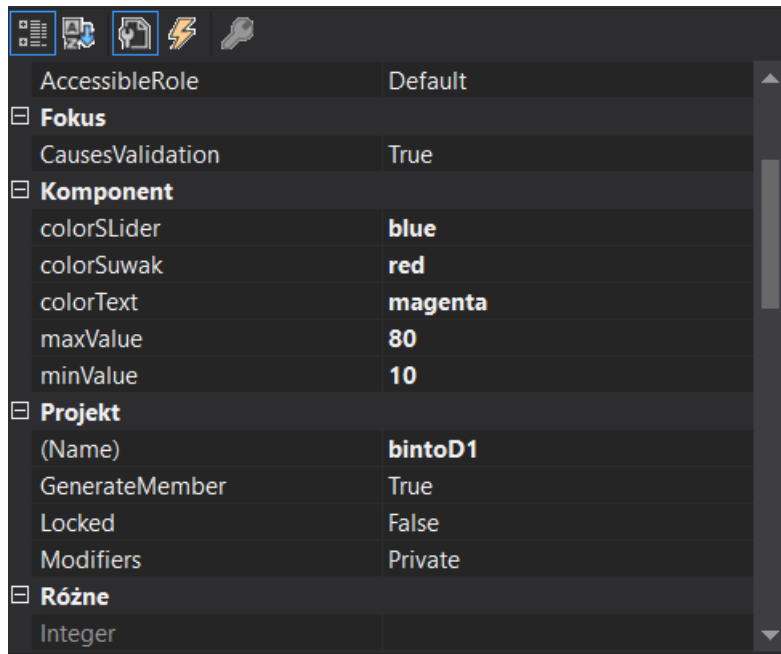 AccessibleRole Default
Fokus
CausesValidation True
Komponent
colorSLider blue
colorSuwak red
colorText magenta
maxValue 80
minValue 10
Projekt
(Name) bintoD1
GenerateMember True
Locked False
Modifiers Private
Różne
Integer